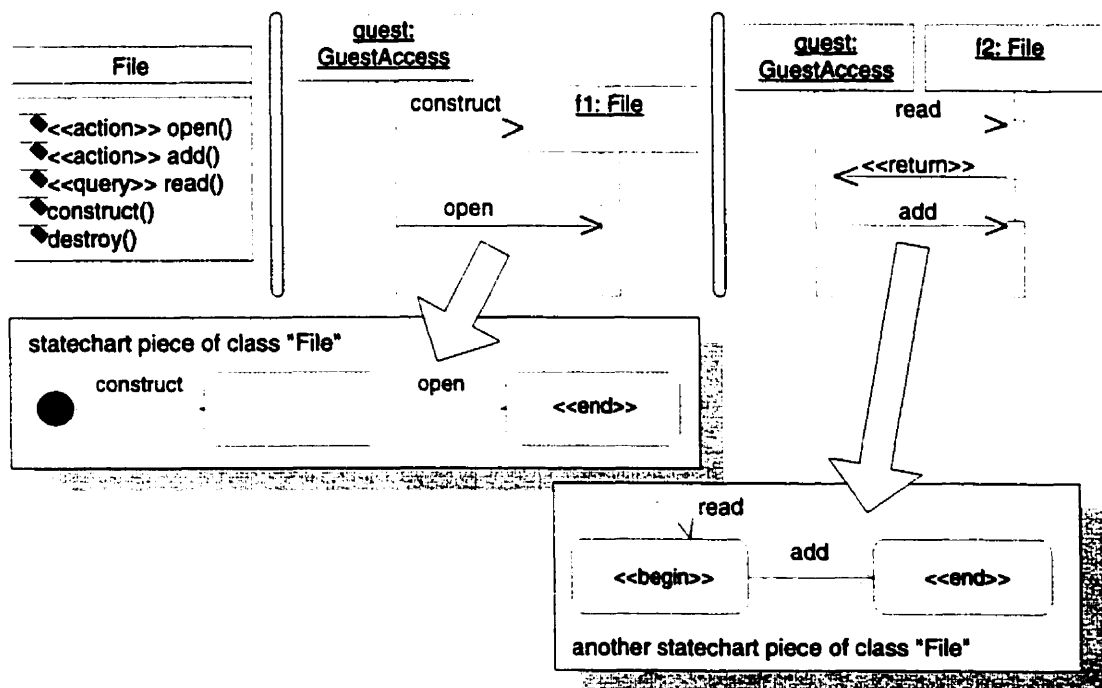 File
<<action>> open()
<<action>> add()
<<query>> read()
construct()
destroy()
guest:
GuestAccess
construct
f1: File
open
guest:
GuestAccess
f2: File
read
<<return>>
add
statechart piece of class "File"
construct
open
<<end>>
read
<<begin>>
add
<<end>>
another statechart piece of class "File"